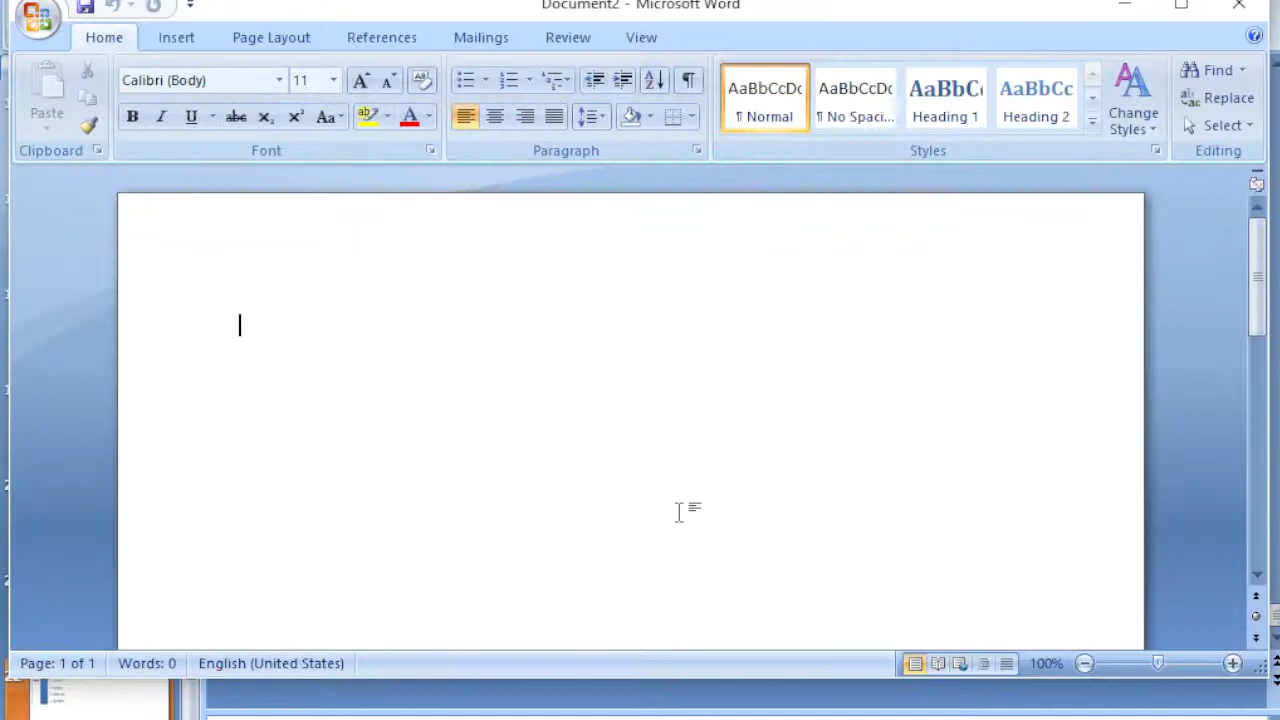 Document2 - Microsoft Word
Home Insert Page Layout References Mailings Review View
Calibri (Body) 11
AaBbCcDc AaBbCcDc AaBbC AaBbCc
Paste
¶ Normal ¶ No Spaci... Heading 1 Heading 2
Change Styles
Find
Replace
Select
Clipboard Font Paragraph Styles Editing
Page: 1 of 1 Words: 0 English (United States) 100%